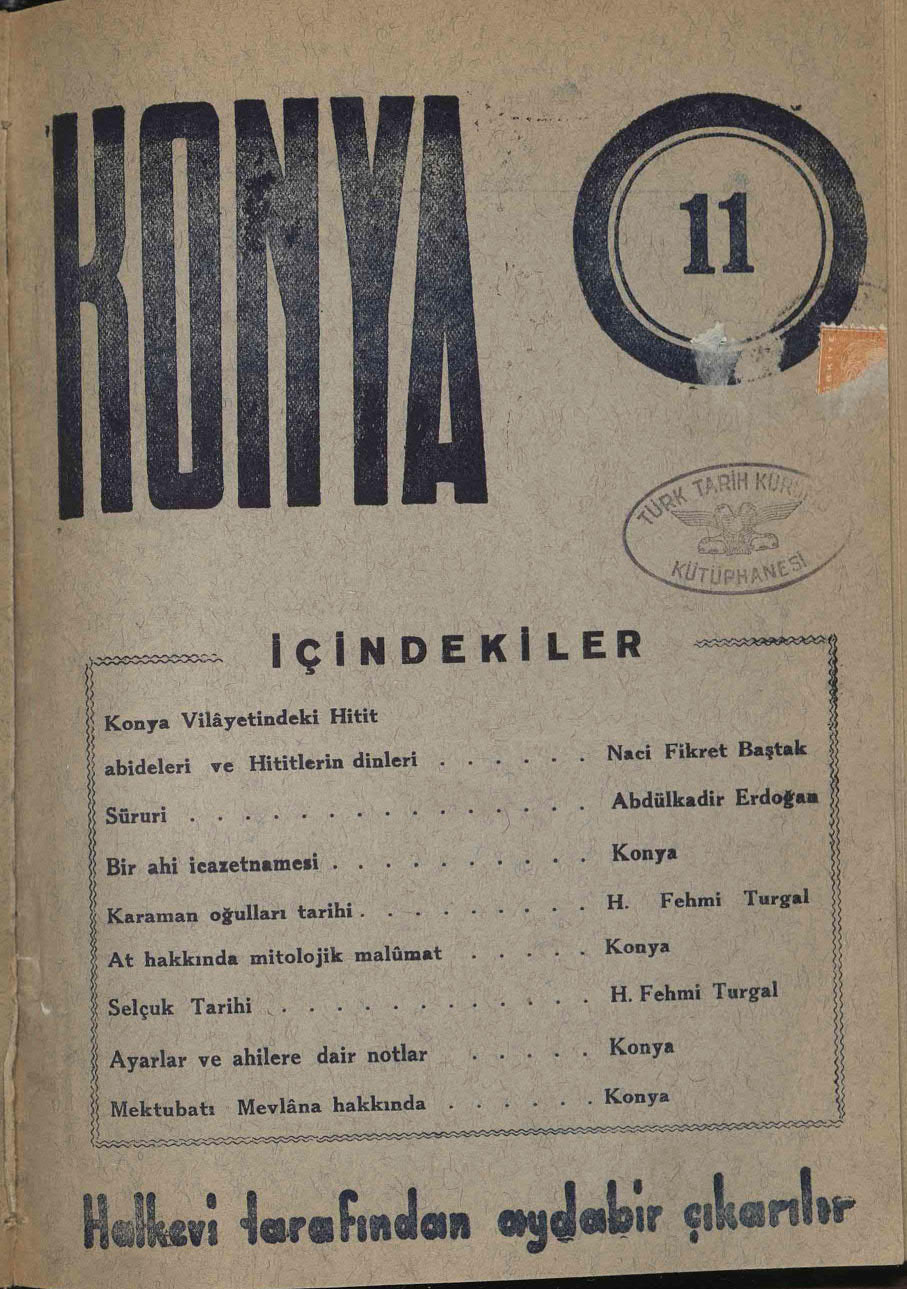 KONYA
11
TÜRK TARİH
KÜTÜPHANESİ
İÇİNDEKİLER
Konya Vilâyetindeki Hitit
abideleri ve Hititlerin dinleri . . . . . . Naci Fikret Baştak
Süruri . . . . . . . . . . . . . . . Abdülkadir Erdoğan
Bir ahi icazetnamesi . . . . . . . . . . Konya
Karaman oğulları tarihi . . . . . . . . . H. Fehmi Turgal
At hakkında mitolojik malûmat . . . . . Konya
Selçuk Tarihi . . . . . . . . . . . . H. Fehmi Turgal
Ayarlar ve ahilere dair notlar . . . . . Konya
Mektubatı Mevlâna hakkında . . . . . . Konya
Halkevi tarafından aydabir çıkarılır